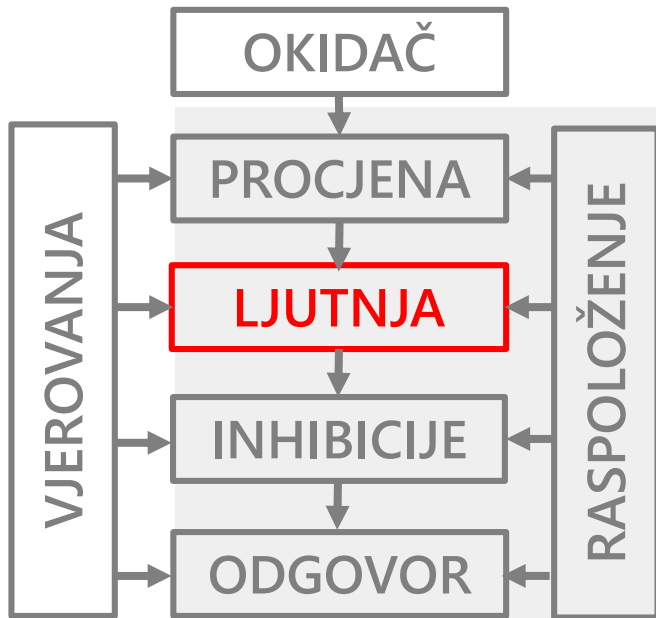 OKIDAČ
PROCJENA
LJUTNJA
INHIBICIJE
ODGOVOR
VJEROVANJA
RASPOLOŽENJE